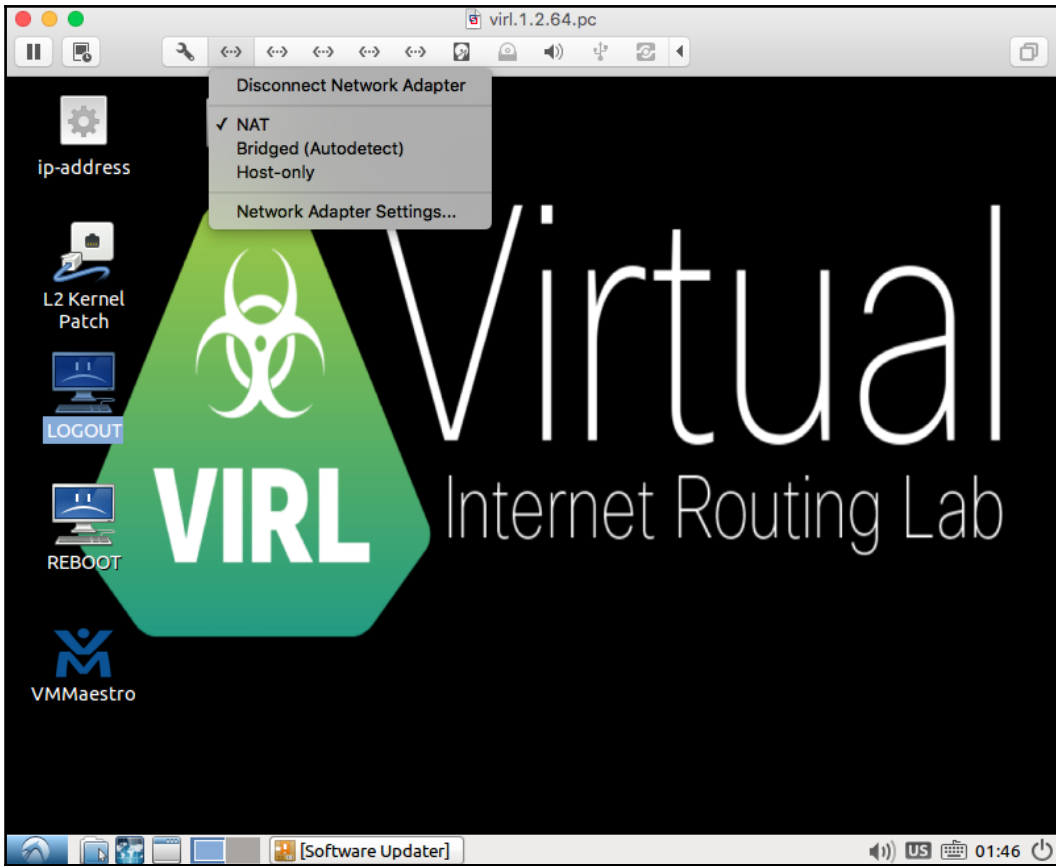 virl.1.2.64.pc
Disconnect Network Adapter
✓ NAT
Bridged (Autodetect)
Host-only
Network Adapter Settings...
ip-address
L2 Kernel
Patch
LOGOUT
REBOOT
VMMaestro
VIRL
Virtual
Internet Routing Lab
[Software Updater]
US
01:46